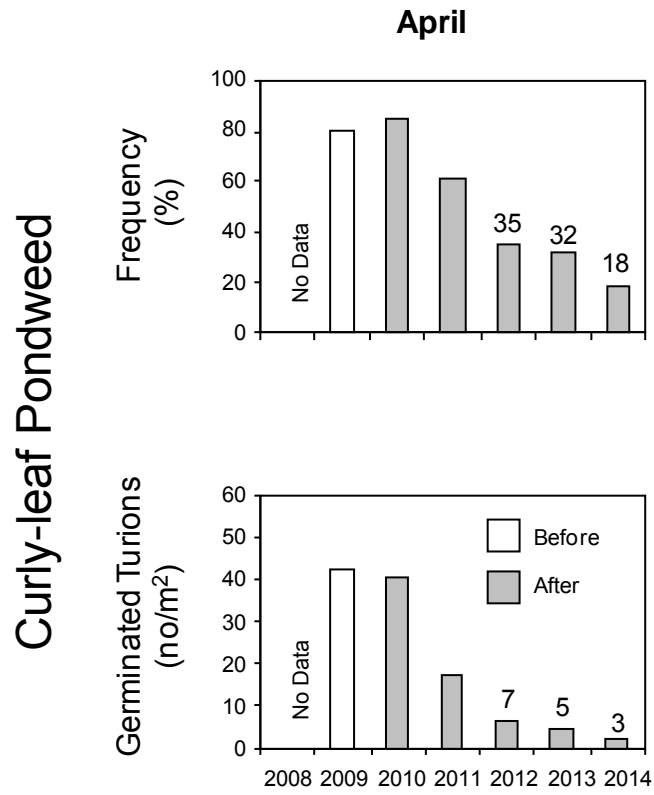 April
Curly-leaf Pondweed
Frequency
(%)
100
80
60
40
20
0
No Data
35
32
18
Germinated Turions
(no/m²)
60
50
40
30
20
10
0
No Data
Before
After
7
5
3
2008 2009 2010 2011 2012 2013 2014